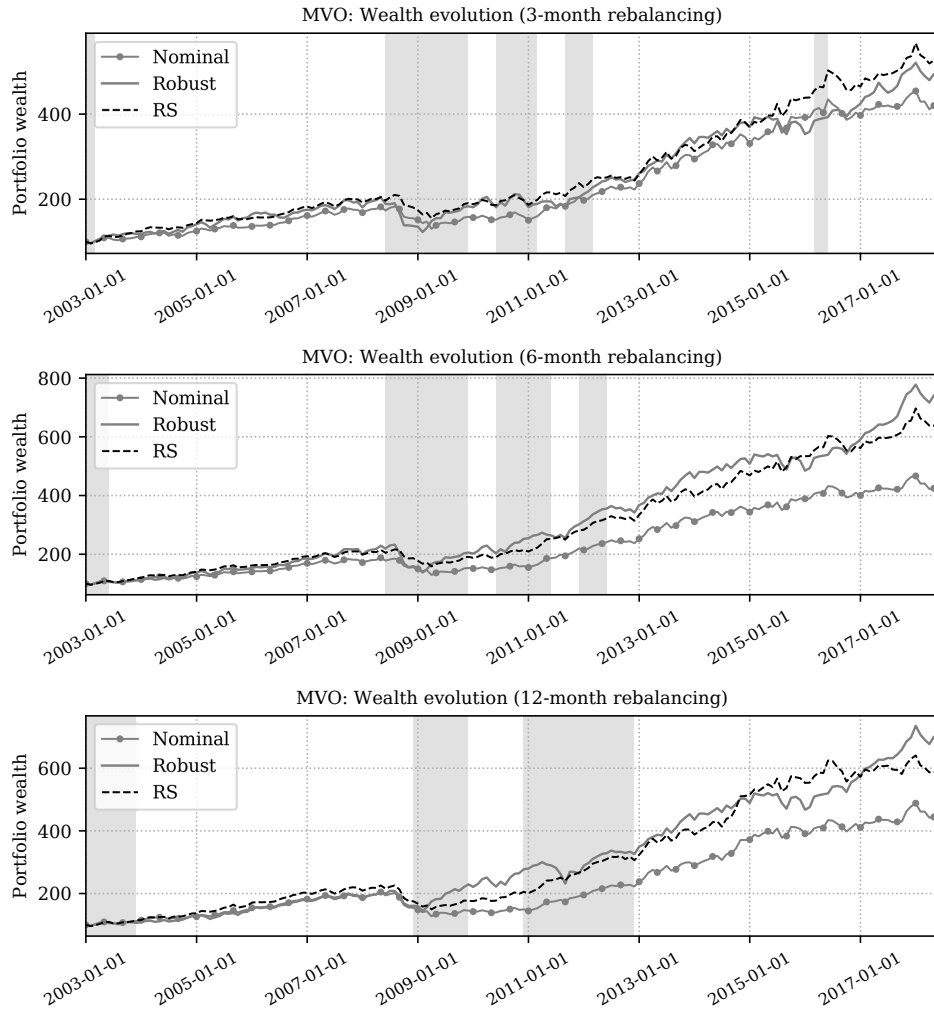 MVO: Wealth evolution (3-month rebalancing)
Nominal
Robust
RS
Portfolio wealth
400
200
2003-01-01
2005-01-01
2007-01-01
2009-01-01
2011-01-01
2013-01-01
2015-01-01
2017-01-01
MVO: Wealth evolution (6-month rebalancing)
Nominal
Robust
RS
Portfolio wealth
800
600
400
200
2003-01-01
2005-01-01
2007-01-01
2009-01-01
2011-01-01
2013-01-01
2015-01-01
2017-01-01
MVO: Wealth evolution (12-month rebalancing)
Nominal
Robust
RS
Portfolio wealth
600
400
200
2003-01-01
2005-01-01
2007-01-01
2009-01-01
2011-01-01
2013-01-01
2015-01-01
2017-01-01